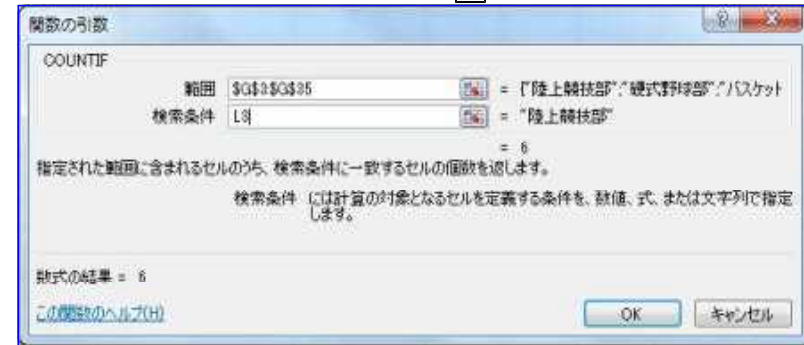 関数の引数
COUNTIF
範囲 $G$3:$G$35 = {"陸上競技部";"硬式野球部";"バスケット
検索条件 L3 = "陸上競技部"
= 6
指定された範囲に含まれるセルのうち、検索条件に一致するセルの個数を返します。
検索条件 には計算の対象となるセルを定義する条件を、数値、式、または文字列で指定
します。
数式の結果 = 6
この関数のヘルプ(H)
OK キャンセル